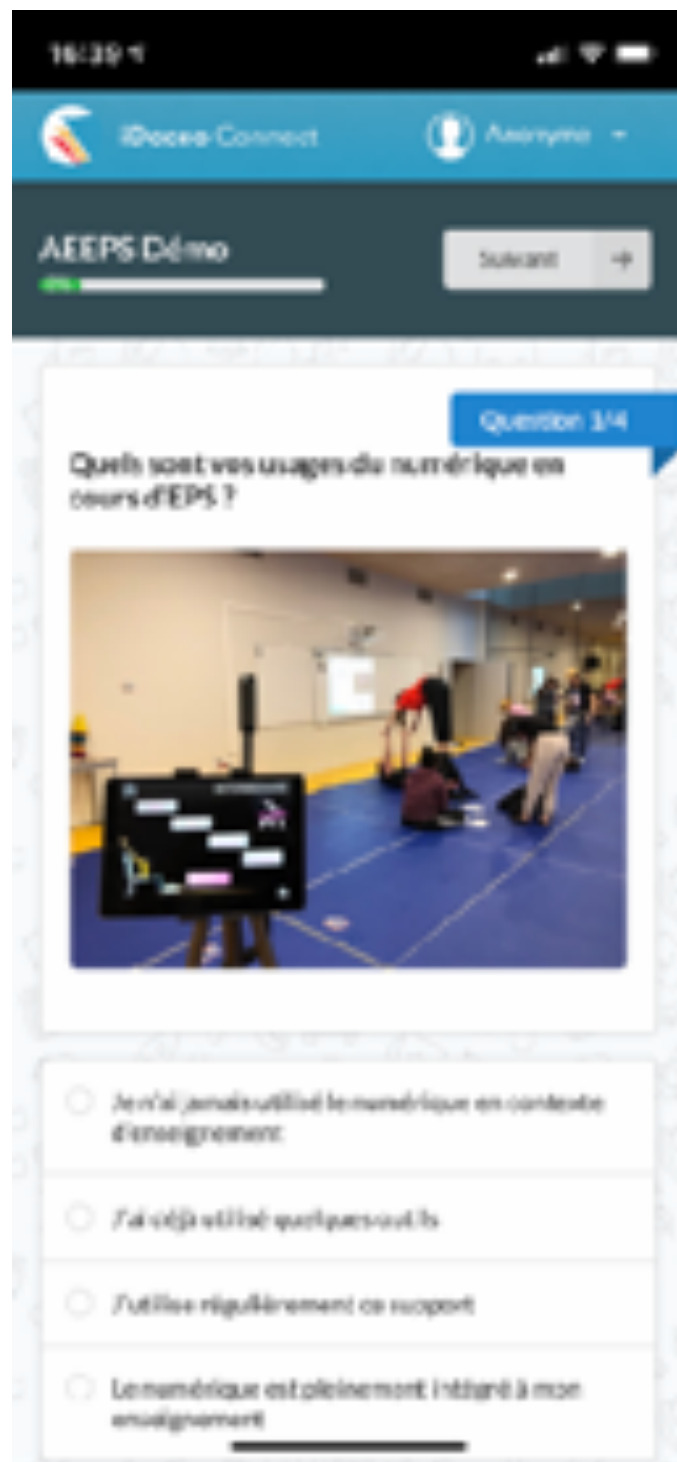 16:39
iDoceo Connect
Anonyme
AEEPS Démo
Suivant
0%
Question 1/4
Quels sont vos usages du numérique en
cours d'EPS ?
Je n'ai jamais utilisé le numérique en contexte
d'enseignement
J'ai déjà utilisé quelques outils
J'utilise régulièrement ce support
Le numérique est pleinement intégré à mon
enseignement